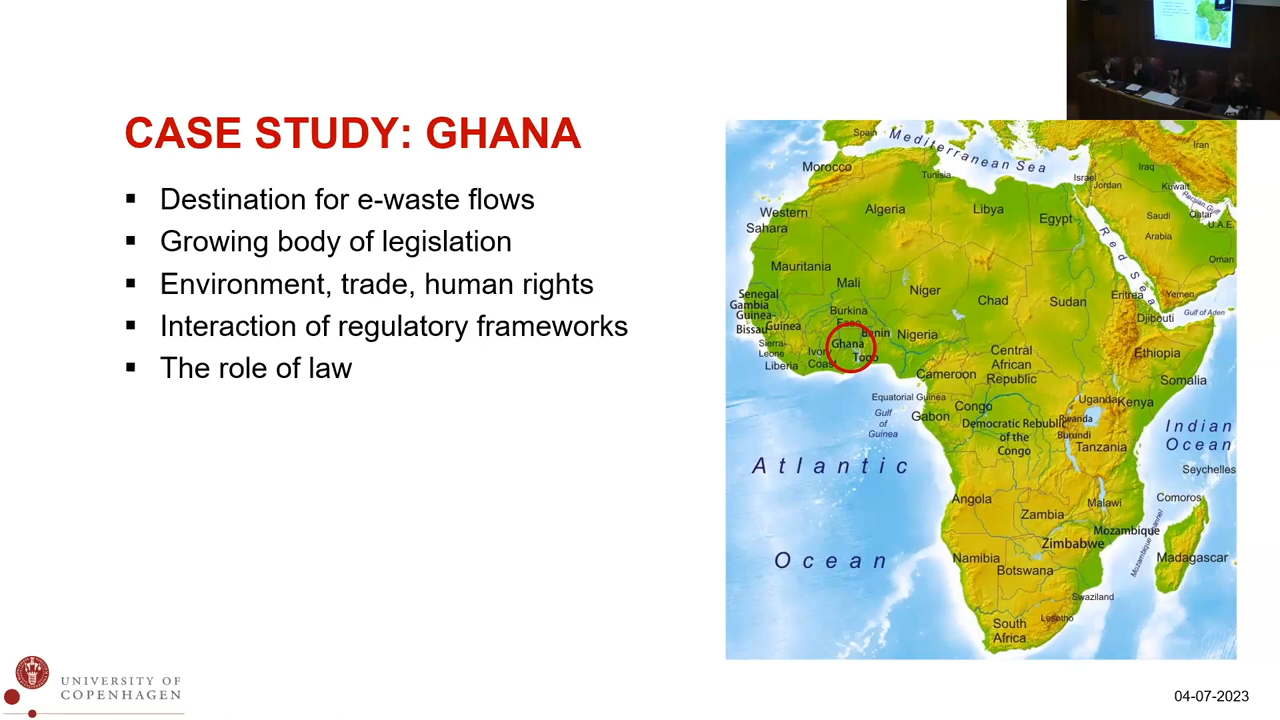 CASE STUDY: GHANA
▪ Destination for e-waste flows
▪ Growing body of legislation
▪ Environment, trade, human rights
▪ Interaction of regulatory frameworks
▪ The role of law
Spain
Mediterranean Sea
Iran
Morocco
Tunisia
Israel
Iraq
Jordan
Kuwait
Persian Gulf
Algeria
Libya
Egypt
Western
Sahara
Saudi
Arabia
Qatar
U.A.E.
Red Sea
Oman
Mauritania
Mali
Niger
Chad
Sudan
Eritrea
Yemen
Senegal
Gambia
Guinea-
Bissau
Guinea
Burkina
Faso
Benin
Nigeria
Djibouti
Gulf of Aden
Sierra-
Leone
Liberia
Ivory
Coast
Ghana
Togo
Central
African
Republic
Ethiopia
Somalia
Cameroon
Equatorial Guinea
Gulf
of
Guinea
Gabon
Congo
Democratic Republic
of the
Congo
Uganda
Kenya
Rwanda
Burundi
Tanzania
Indian
Ocean
Atlantic
Ocean
Seychelles
Comoros
Angola
Zambia
Malawi
Mozambique
Mozambique Channel
Zimbabwe
Madagascar
Namibia
Botswana
Swaziland
Lesotho
South
Africa
UNIVERSITY OF
COPENHAGEN
04-07-2023